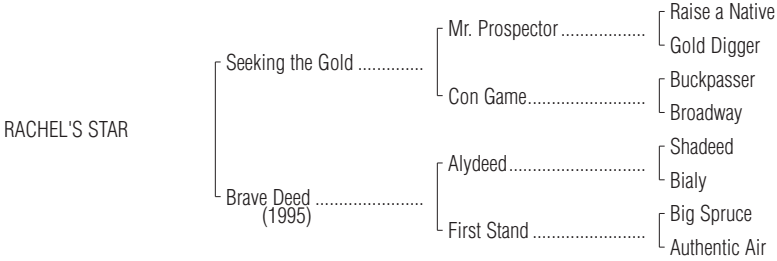 Raise a Native
Mr. Prospector ....................
Gold Digger
Seeking the Gold ..............
Buckpasser
Con Game............................
Broadway
RACHEL'S STAR
Shadeed
Alydeed................................
Bialy
Brave Deed ........................
(1995)
Big Spruce
First Stand ...........................
Authentic Air